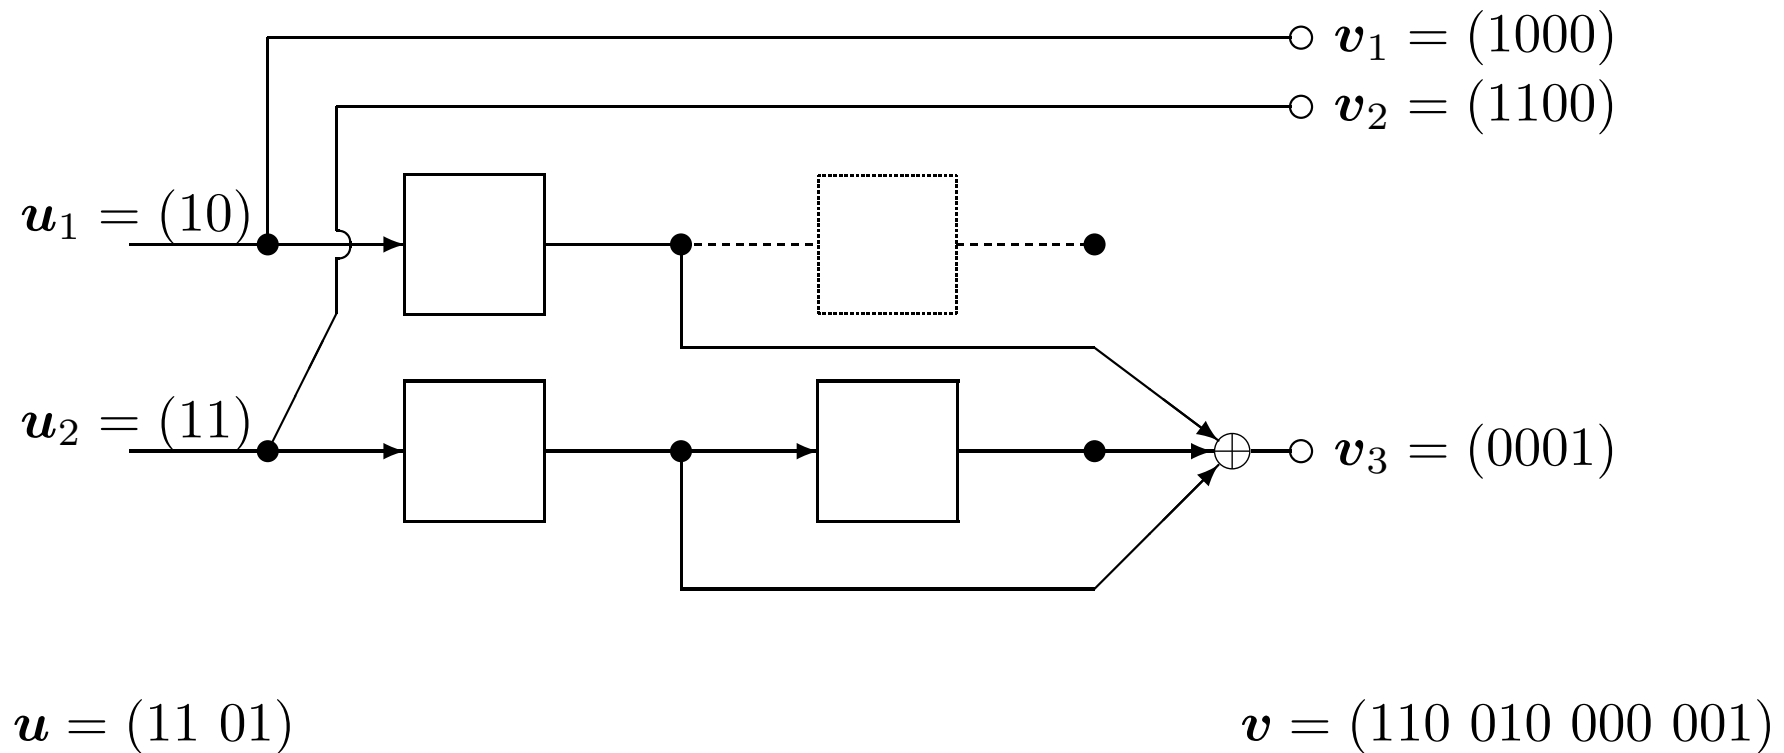 v₁ = (1000)
v₂ = (1100)
u₁ = (10)
u₂ = (11)
v₃ = (0001)
u = (11 01)
v = (110 010 000 001)